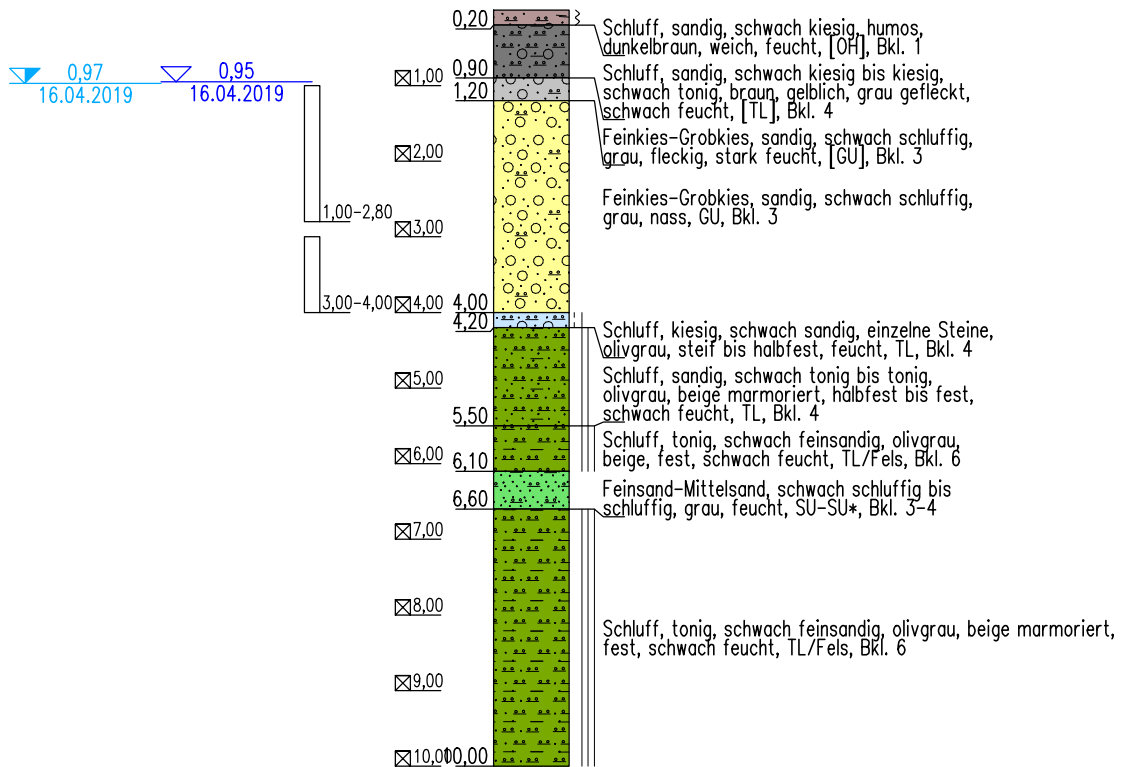 0,97
16.04.2019
0,95
16.04.2019
1,00-2,80
3,00-4,00
1,00
2,00
3,00
4,00
5,00
6,00
7,00
8,00
9,00
10,00
0,20
0,90
1,20
4,00
4,20
5,50
6,10
6,60
10,00
Schluff, sandig, schwach kiesig, humos,
dunkelbraun, weich, feucht, [OH], Bkl. 1
Schluff, sandig, schwach kiesig bis kiesig,
schwach tonig, braun, gelblich, grau gefleckt,
schwach feucht, [TL], Bkl. 4
Feinkies-Grobkies, sandig, schwach schluffig,
grau, fleckig, stark feucht, [GU], Bkl. 3
Feinkies-Grobkies, sandig, schwach schluffig,
grau, nass, GU, Bkl. 3
Schluff, kiesig, schwach sandig, einzelne Steine,
olivgrau, steif bis halbfest, feucht, TL, Bkl. 4
Schluff, sandig, schwach tonig bis tonig,
olivgrau, beige marmoriert, halbfest bis fest,
schwach feucht, TL, Bkl. 4
Schluff, tonig, schwach feinsandig, olivgrau,
beige, fest, schwach feucht, TL/Fels, Bkl. 6
Feinsand-Mittelsand, schwach schluffig bis
schluffig, grau, feucht, SU-SU*, Bkl. 3-4
Schluff, tonig, schwach feinsandig, olivgrau, beige marmoriert,
fest, schwach feucht, TL/Fels, Bkl. 6